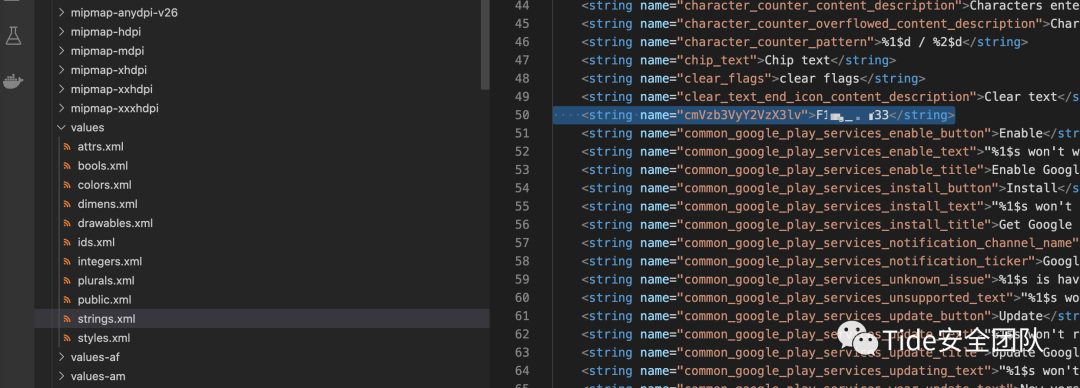 mipmap-anydpi-v26
mipmap-hdpi
mipmap-mdpi
mipmap-xhdpi
mipmap-xxhdpi
mipmap-xxxhdpi
values
attrs.xml
bools.xml
colors.xml
dimens.xml
drawables.xml
ids.xml
integers.xml
plurals.xml
public.xml
strings.xml
styles.xml
values-af
values-am
44 <string name="character_counter_content_description">Characters ente
45 <string name="character_counter_overflowed_content_description">Char
46 <string name="character_counter_pattern">%1$d / %2$d</string>
47 <string name="chip_text">Chip text</string>
48 <string name="clear_flags">clear flags</string>
49 <string name="clear_text_end_icon_content_description">Clear text</s
50 <string name="cmVzb3VyY2VzX3lv">F1 33</string>
51 <string name="common_google_play_services_enable_button">Enable</stri
52 <string name="common_google_play_services_enable_text">"%1$s won't w
53 <string name="common_google_play_services_enable_title">Enable Googl
54 <string name="common_google_play_services_install_button">Install</s
55 <string name="common_google_play_services_install_text">"%1$s won't
56 <string name="common_google_play_services_install_title">Get Google
57 <string name="common_google_play_services_notification_channel_name"
58 <string name="common_google_play_services_notification_ticker">Googl
59 <string name="common_google_play_services_unknown_issue">%1$s is hav
60 <string name="common_google_play_services_unsupported_text">"%1$s wo
61 <string name="common_google_play_services_update_button">Update</str
62 <string name="common_google_play_services_update_text">"%1$s won't r
63 <string name="common_google_play_services_update_title">Update Googl
64 <string name="common_google_play_services_updating_text">"%1$s won't
Tide安全团队